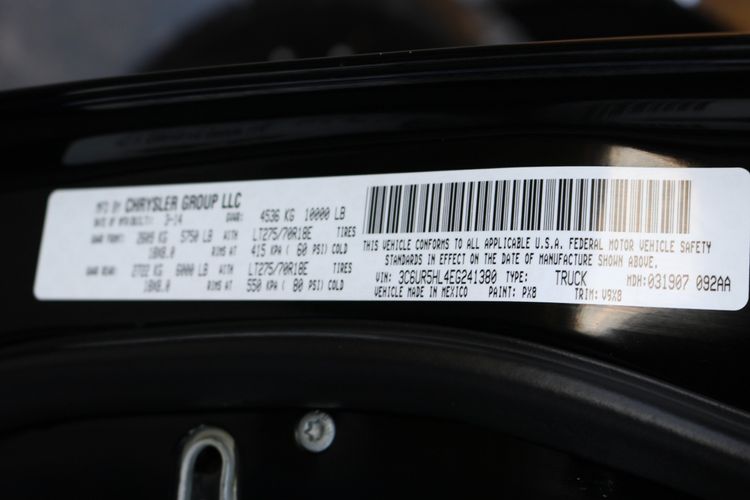 MFD BY CHRYSLER GROUP LLC
DATE OF MFR/BUILT: 3-14 GVWR: 4536 KG 10000 LB
GAWR FRONT: 2609 KG 5750 LB WITH LT275/70R18E TIRES
18X8.0 RIMS AT 415 KPA ( 60 PSI) COLD
GAWR REAR: 2722 KG 6000 LB WITH LT275/70R18E TIRES
18X8.0 RIMS AT 550 KPA ( 80 PSI) COLD
THIS VEHICLE CONFORMS TO ALL APPLICABLE U.S.A. FEDERAL MOTOR VEHICLE SAFETY
STANDARDS IN EFFECT ON THE DATE OF MANUFACTURE SHOWN ABOVE.
VIN: 3C6UR5HL4EG241380 TYPE: TRUCK MDH: 031907 092AA
VEHICLE MADE IN MEXICO PAINT: PX8 TRIM: V9X8